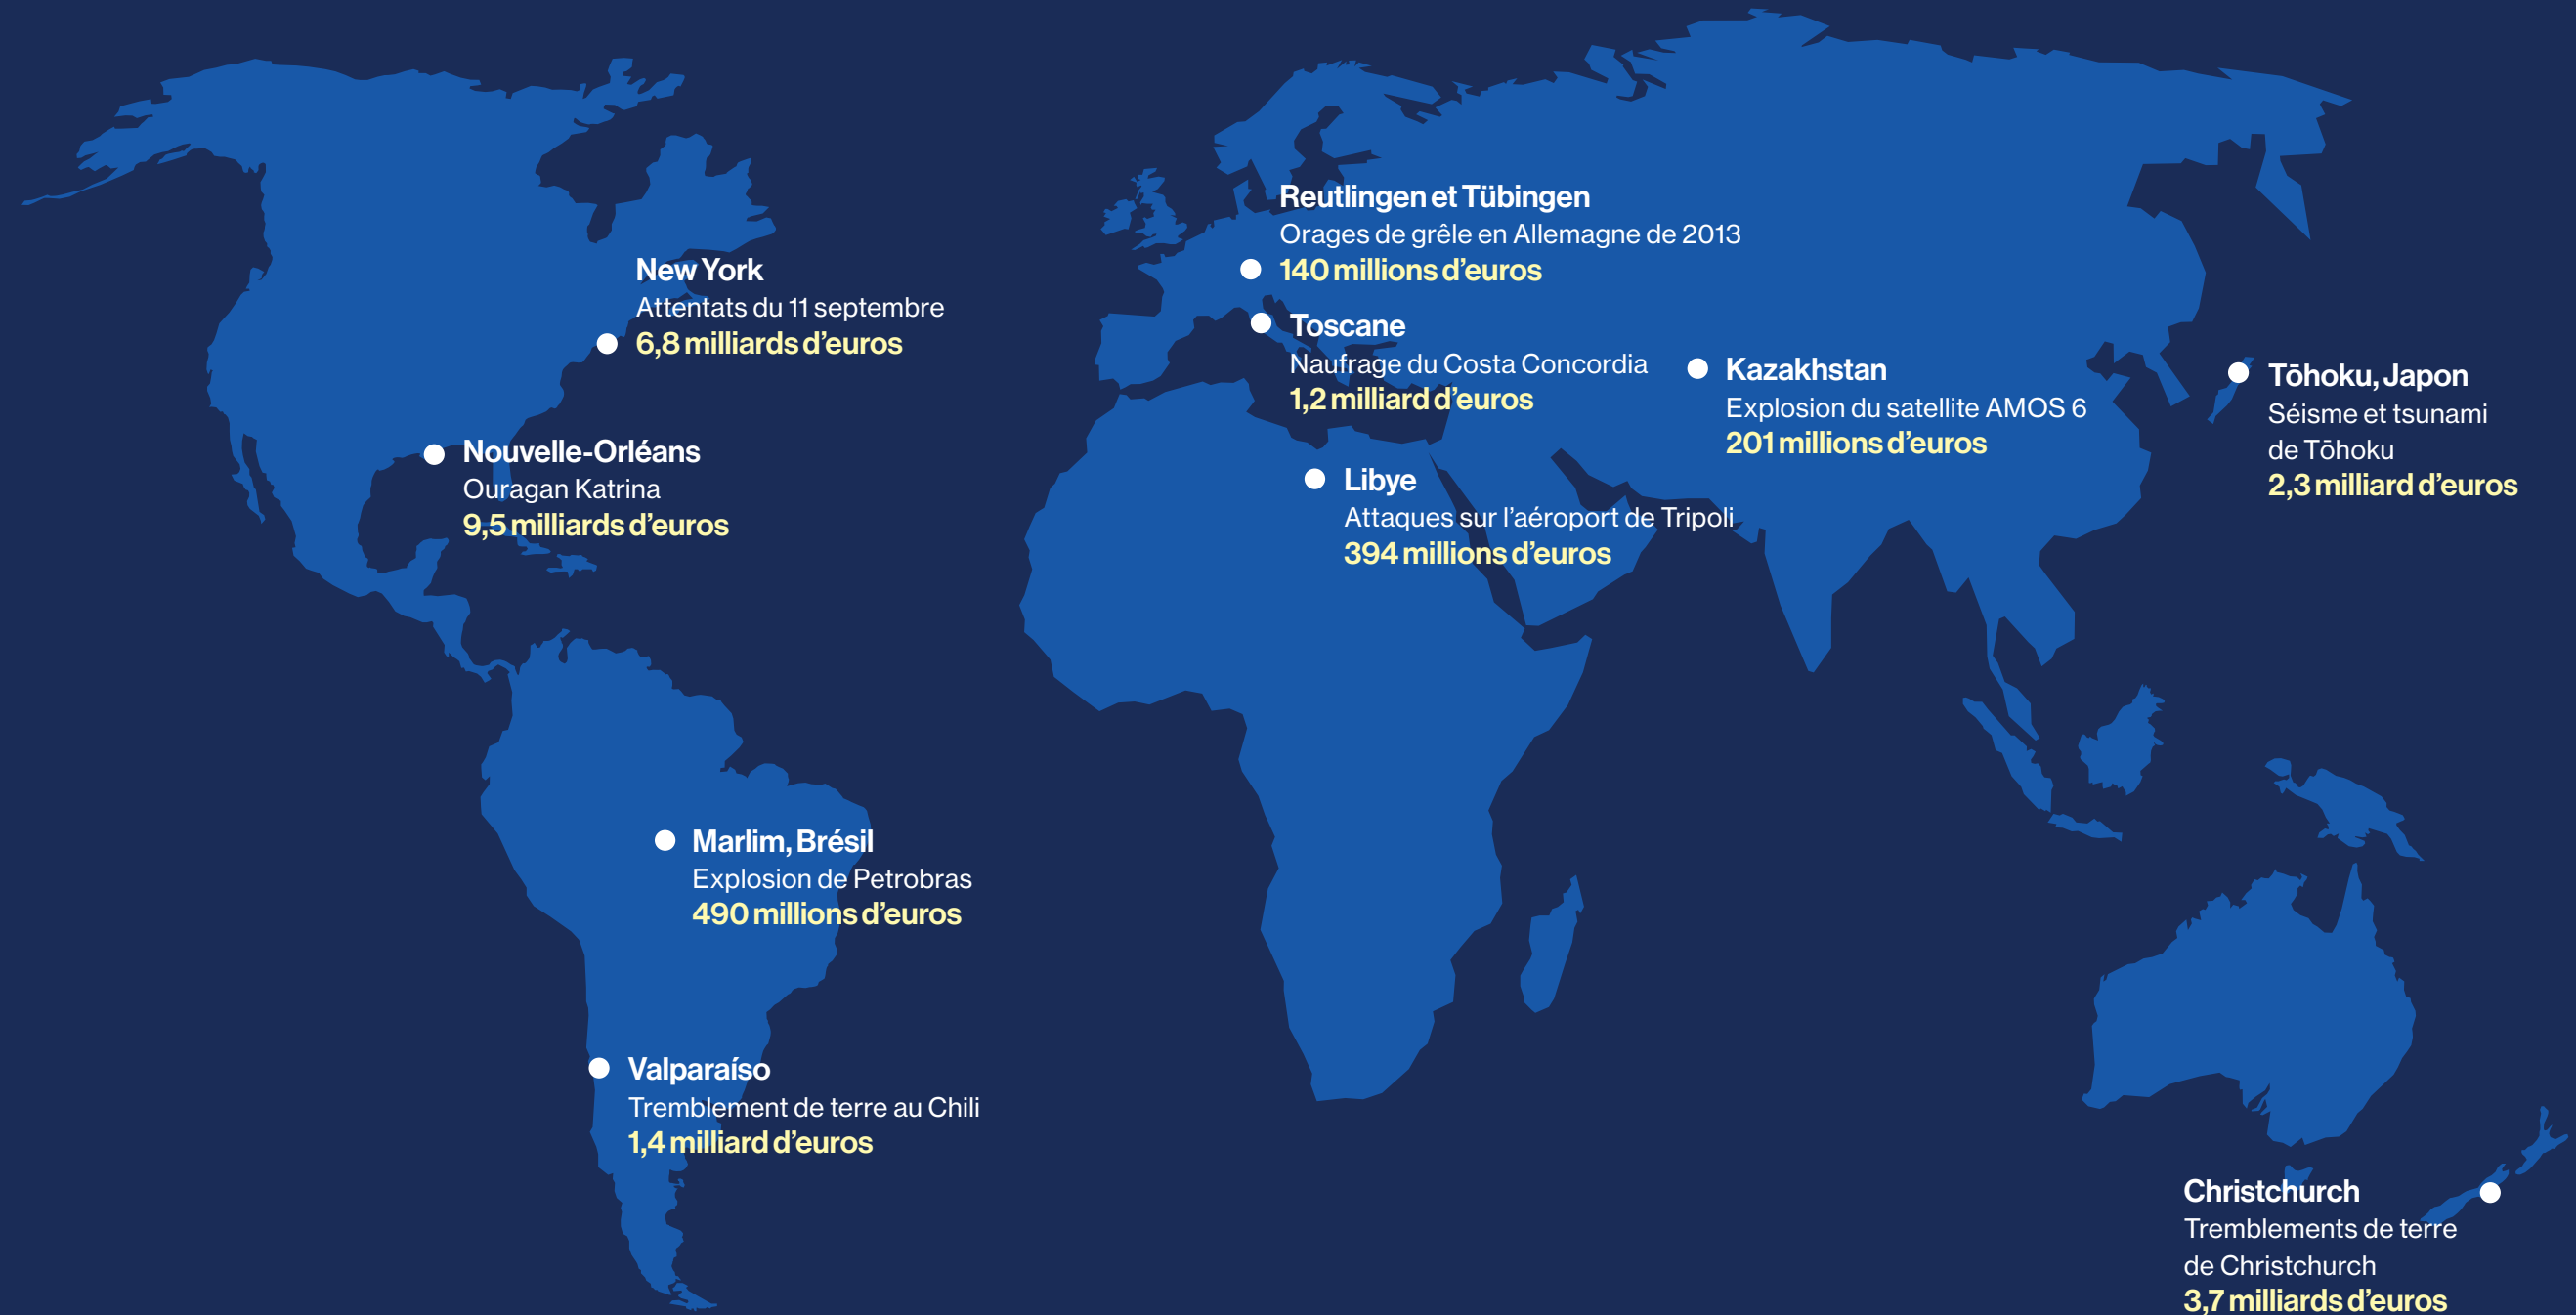 Reutlingen et Tübingen
Orages de grêle en Allemagne de 2013
140 millions d’euros
New York
Attentats du 11 septembre
6,8 milliards d’euros
Toscane
Naufrage du Costa Concordia
1,2 milliard d’euros
Kazakhstan
Explosion du satellite AMOS 6
201 millions d’euros
Tōhoku, Japon
Séisme et tsunami
de Tōhoku
2,3 milliard d’euros
Nouvelle-Orléans
Ouragan Katrina
9,5 milliards d’euros
Libye
Attaques sur l’aéroport de Tripoli
394 millions d’euros
Marlim, Brésil
Explosion de Petrobras
490 millions d’euros
Valparaíso
Tremblement de terre au Chili
1,4 milliard d’euros
Christchurch
Tremblements de terre
de Christchurch
3,7 milliards d’euros